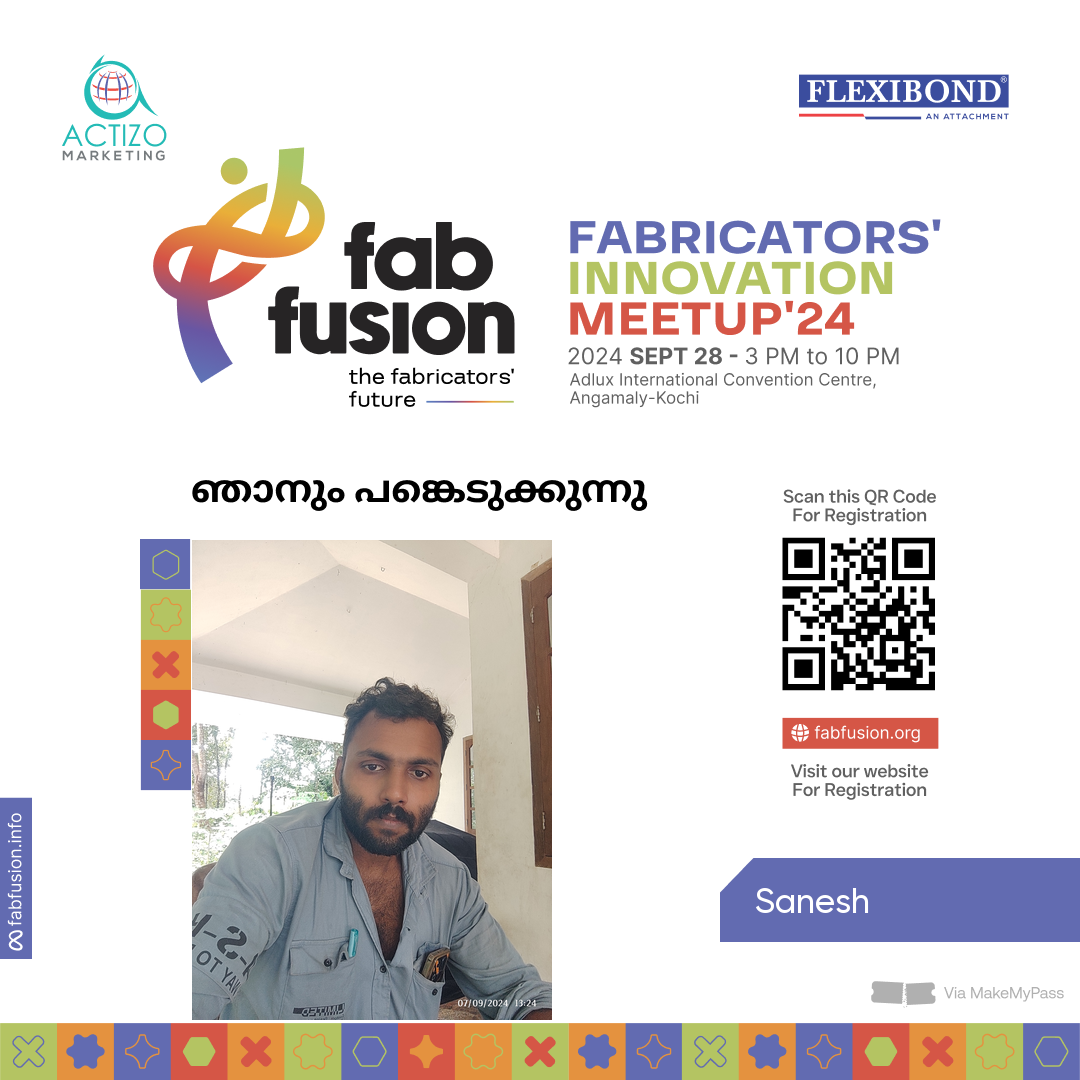 ACTIZO
MARKETING
FLEXIBOND®
AN ATTACHMENT
fab
fusion
the fabricators'
future
FABRICATORS'
INNOVATION
MEETUP'24
2024 SEPT 28 - 3 PM to 10 PM
Adlux International Convention Centre,
Angamaly-Kochi
ഞാനും പങ്കെടുക്കുന്നു
Scan this QR Code
For Registration
fabfusion.org
Visit our website
For Registration
fabfusion.info
Sanesh
07/09/2024 13:24
Via MakeMyPass